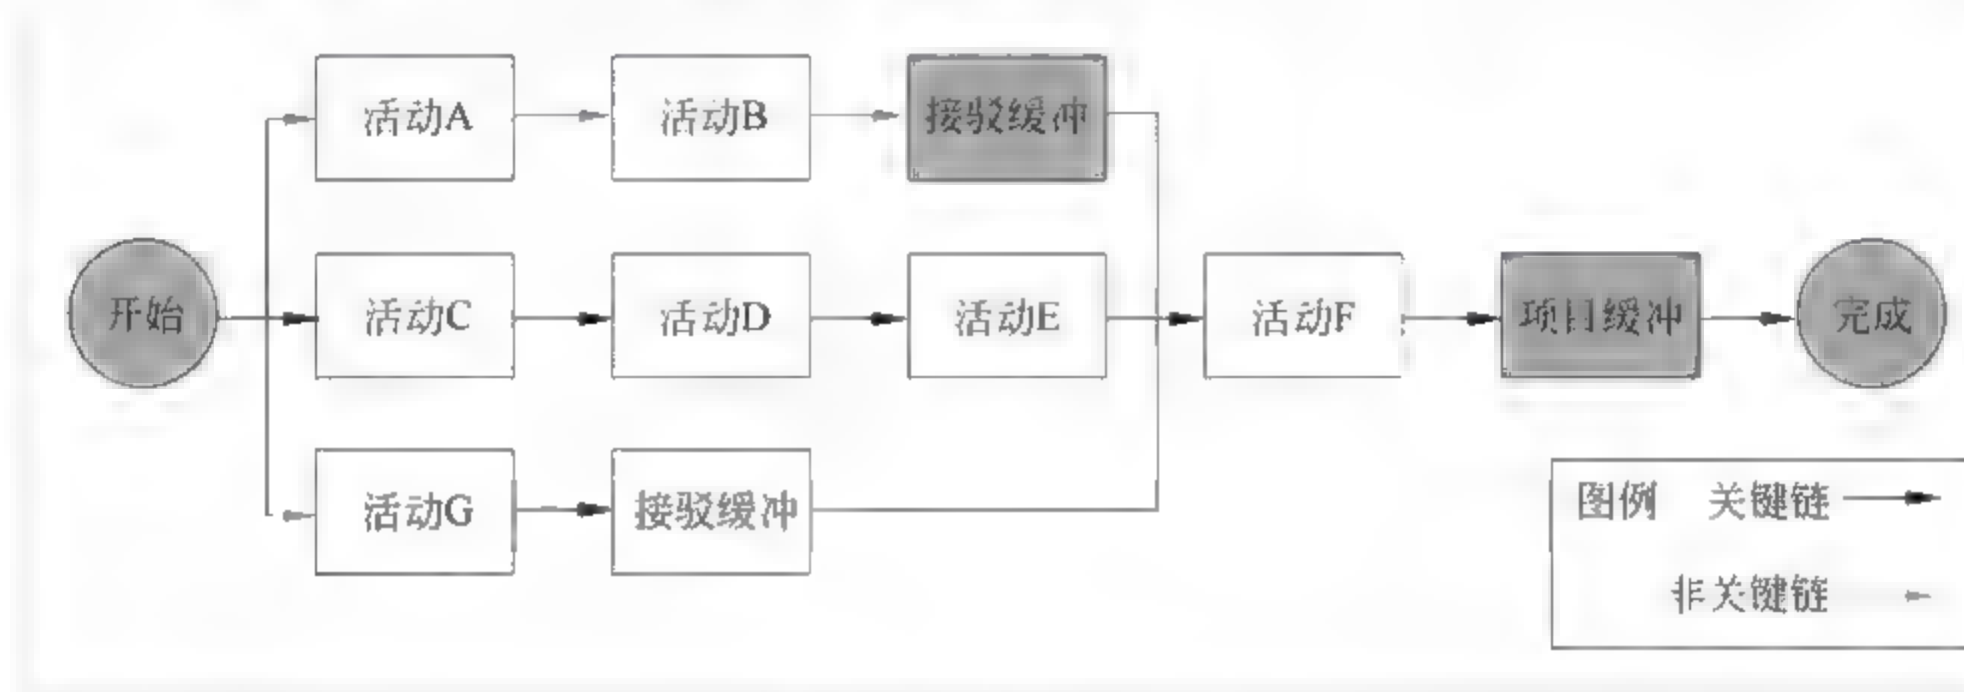 活动A
活动B
接驳缓冲
开始
活动C
活动D
活动E
活动F
项目缓冲
完成
活动G
接驳缓冲
图例 关键链
非关键链